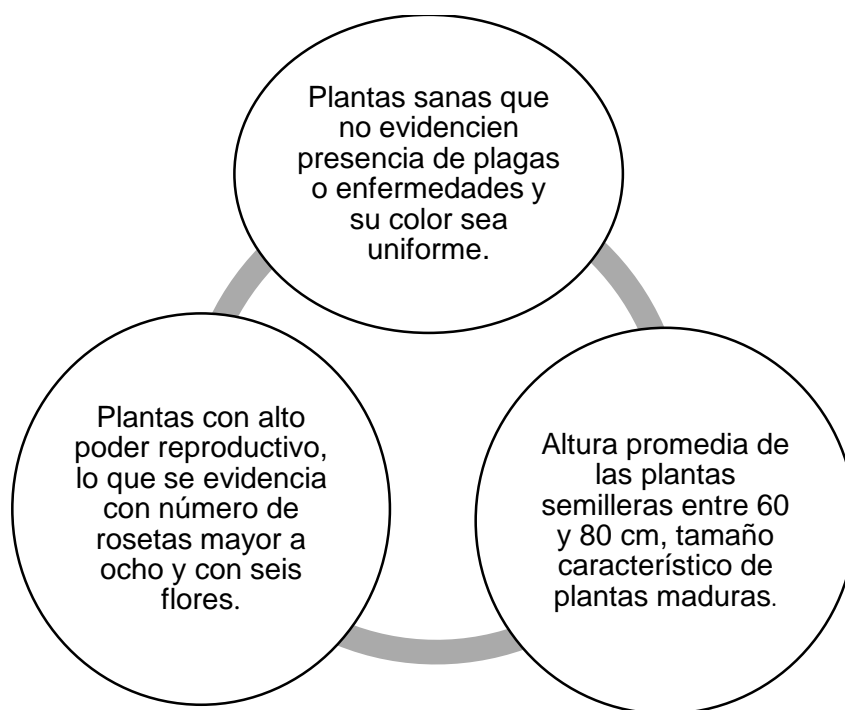 Plantas sanas que
no evidencien
presencia de plagas
o enfermedades y
su color sea
uniforme.
Plantas con alto
poder reproductivo,
lo que se evidencia
con número de
rosetas mayor a
ocho y con seis
flores.
Altura promedia de
las plantas
semilleras entre 60
y 80 cm, tamaño
característico de
plantas maduras.